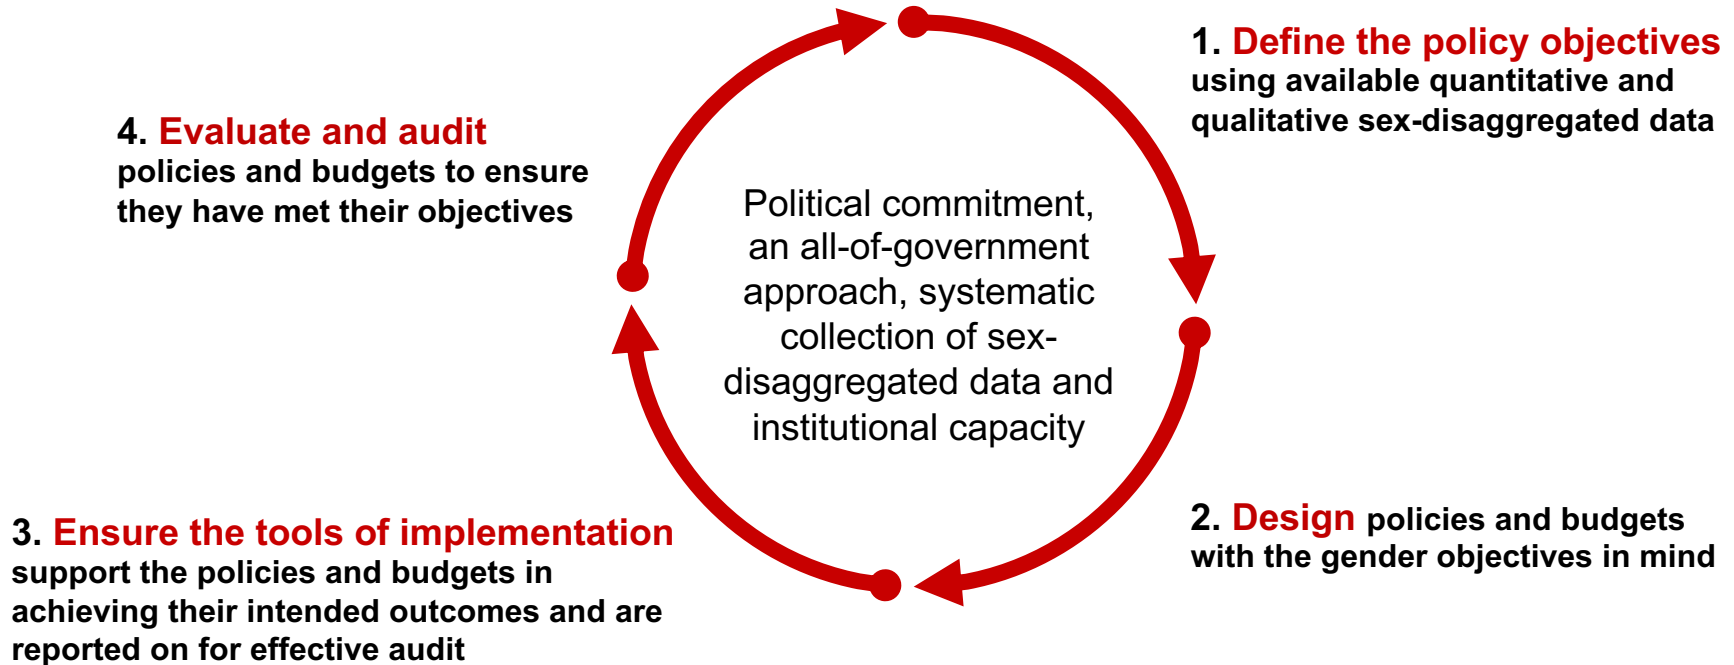 1. Define the policy objectives
using available quantitative and
qualitative sex-disaggregated data
2. Design policies and budgets
with the gender objectives in mind
3. Ensure the tools of implementation
support the policies and budgets in
achieving their intended outcomes and are
reported on for effective audit
4. Evaluate and audit
policies and budgets to ensure
they have met their objectives
Political commitment,
an all-of-government
approach, systematic
collection of sex-
disaggregated data and
institutional capacity